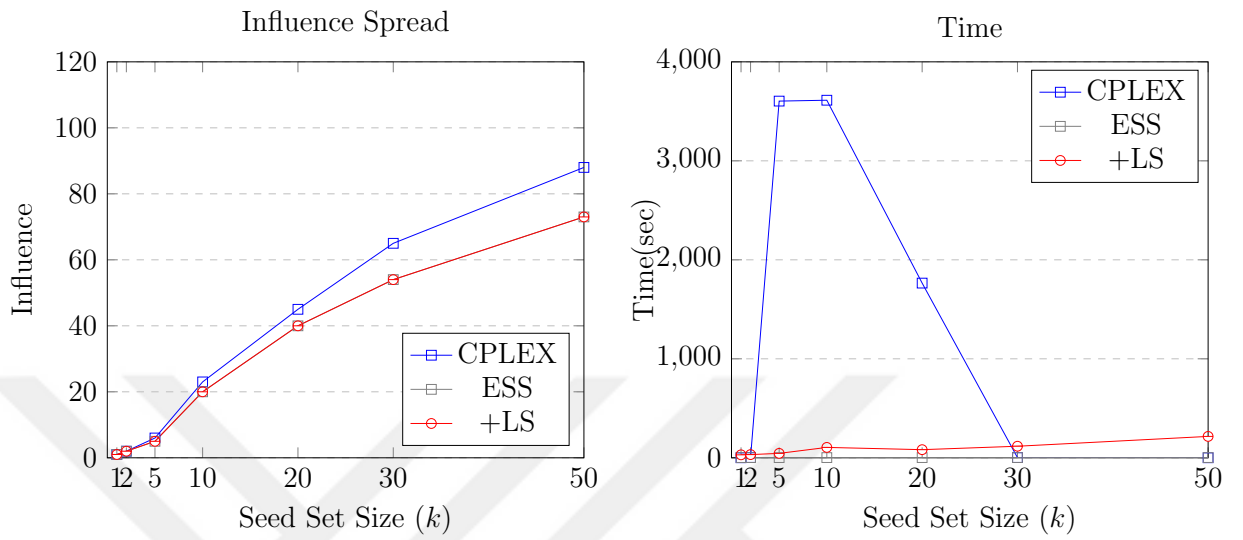 Influence Spread
120
100
80
60
40
20
0
Influence
1 2 5 10 20 30 50
Seed Set Size (k)
CPLEX
ESS
+LS
Time
4,000
3,000
2,000
1,000
0
Time(sec)
1 2 5 10 20 30 50
Seed Set Size (k)
CPLEX
ESS
+LS